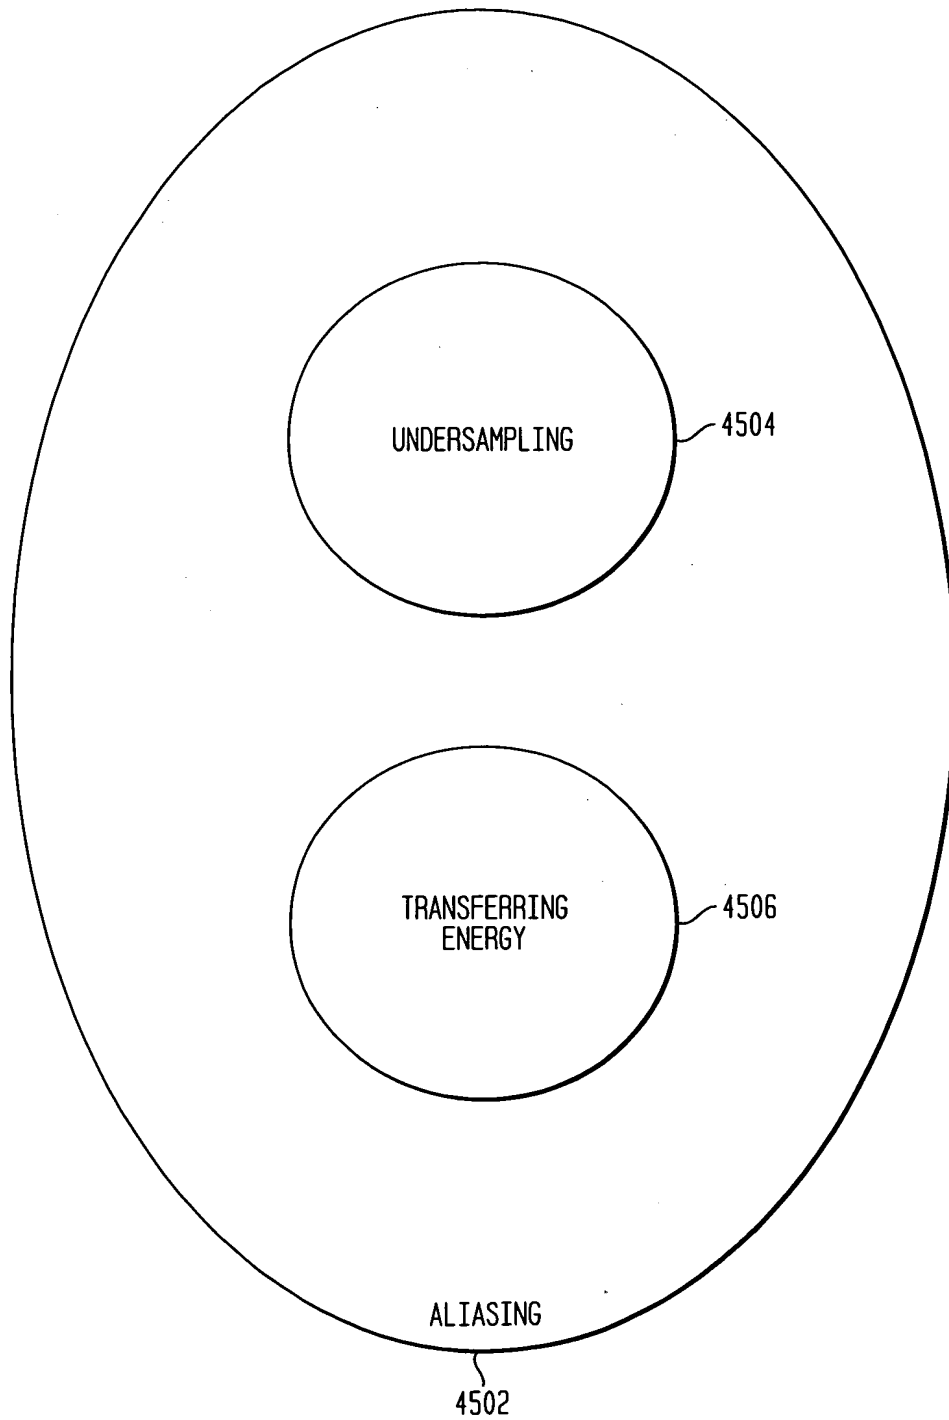 UNDERSAMPLING
4504
TRANSFERRING
ENERGY
4506
ALIASING
4502